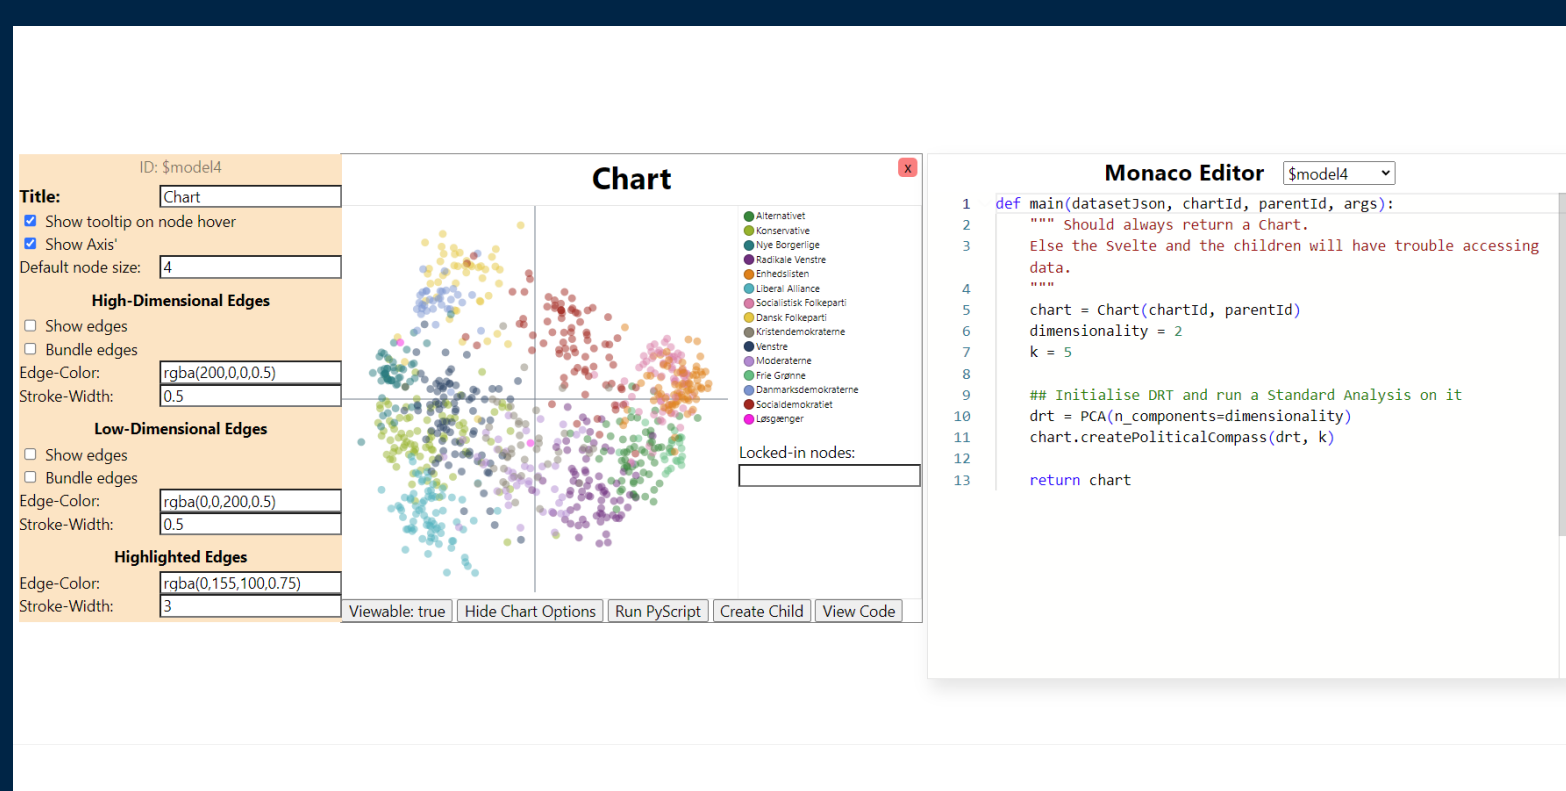 ID: $model4
Title:
Chart
Show tooltip on node hover
Show Axis'
Default node size:
4
High-Dimensional Edges
Show edges
Bundle edges
Edge-Color:
rgba(200,0,0,0.5)
Stroke-Width:
0.5
Low-Dimensional Edges
Show edges
Bundle edges
Edge-Color:
rgba(0,0,200,0.5)
Stroke-Width:
0.5
Highlighted Edges
Edge-Color:
rgba(0,155,100,0.75)
Stroke-Width:
3
Chart
x
Alternativet
Konservative
Nye Borgerlige
Radikale Venstre
Enhedslisten
Liberal Alliance
Socialistisk Folkeparti
Dansk Folkeparti
Kristendemokraterne
Venstre
Moderaterne
Frie Grønne
Danmarksdemokraterne
Socialdemokratiet
Løsgænger
Locked-in nodes:
Viewable: true
Hide Chart Options
Run PyScript
Create Child
View Code
Monaco Editor
$model4
1 def main(datasetJson, chartId, parentId, args):
2 """ Should always return a Chart.
3 Else the Svelte and the children will have trouble accessing
data.
4 """
5 chart = Chart(chartId, parentId)
6 dimensionality = 2
7 k = 5
8
9 ## Initialise DRT and run a Standard Analysis on it
10 drt = PCA(n_components=dimensionality)
11 chart.createPoliticalCompass(drt, k)
12
13 return chart